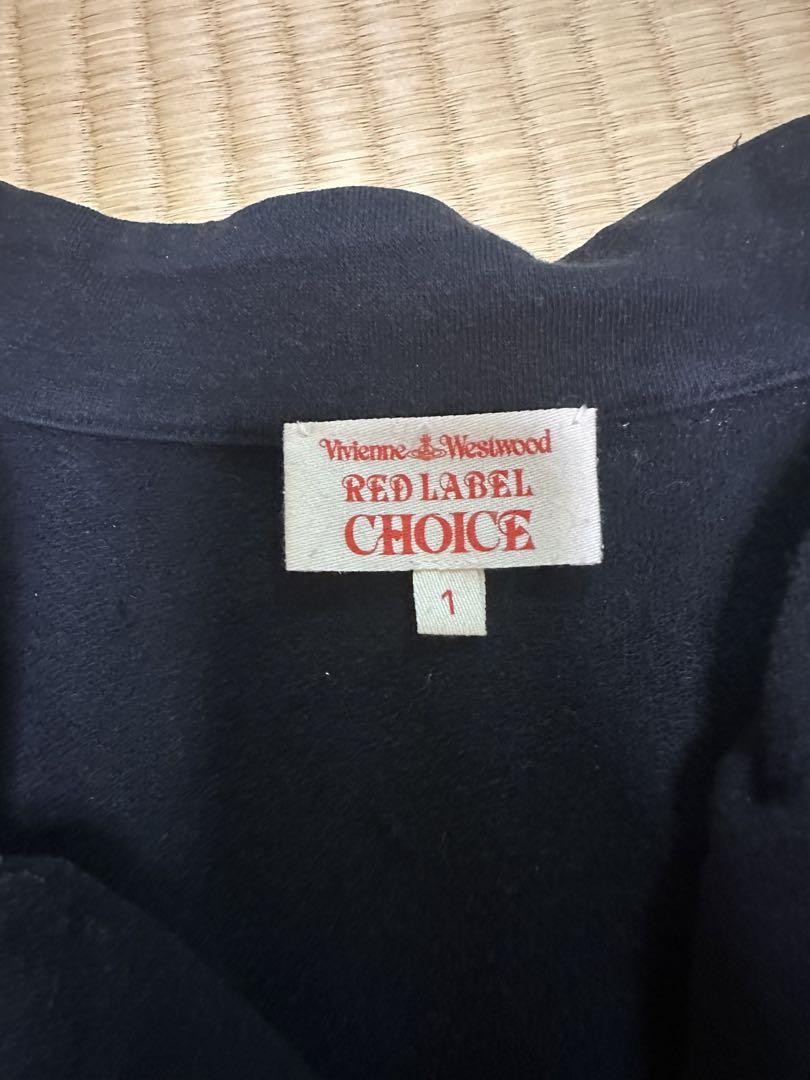 Vivienne Westwood
RED LABEL
CHOICE
1